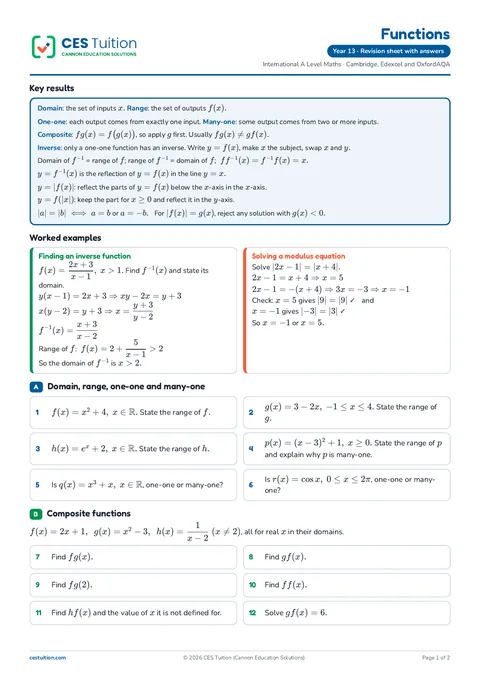 CES Tuition
CANNON EDUCATION SOLUTIONS
Functions
Year 13 · Revision sheet with answers
International A Level Maths · Cambridge, Edexcel and OxfordAQA
Key results
Domain: the set of inputs x. Range: the set of outputs f(x).
One-one: each output comes from exactly one input. Many-one: some output comes from two or more inputs.
Composite: fg(x) = f(g(x)), so apply g first. Usually fg(x) ≠ gf(x).
Inverse: only a one-one function has an inverse. Write y = f(x), make x the subject, swap x and y.
Domain of f⁻¹ = range of f; range of f⁻¹ = domain of f; ff⁻¹(x) = f⁻¹f(x) = x.
y = f⁻¹(x) is the reflection of y = f(x) in the line y = x.
y = |f(x)|: reflect the parts of y = f(x) below the x-axis in the x-axis.
y = f(|x|): keep the part for x ≥ 0 and reflect it in the y-axis.
|a| = |b| ⟺ a = b or a = −b. For |f(x)| = g(x), reject any solution with g(x) < 0.
Worked examples
Finding an inverse function
f(x) = (2x + 3)/(x − 1), x > 1. Find f⁻¹(x) and state its
domain.
y(x − 1) = 2x + 3 ⇒ xy − 2x = y + 3
x(y − 2) = y + 3 ⇒ x = (y + 3)/(y − 2)
f⁻¹(x) = (x + 3)/(x − 2)
Range of f: f(x) = 2 + 5/(x − 1) > 2
So the domain of f⁻¹ is x > 2.
Solving a modulus equation
Solve |2x − 1| = |x + 4|.
2x − 1 = x + 4 ⇒ x = 5
2x − 1 = −(x + 4) ⇒ 3x = −3 ⇒ x = −1
Check: x = 5 gives |9| = |9| ✓ and
x = −1 gives |−3| = |3| ✓
So x = −1 or x = 5.
A Domain, range, one-one and many-one
1 f(x) = x² + 4, x ∈ ℝ. State the range of f.
2 g(x) = 3 − 2x, −1 ≤ x ≤ 4. State the range of
g.
3 h(x) = eˣ + 2, x ∈ ℝ. State the range of h.
4 p(x) = (x − 3)² + 1, x ≥ 0. State the range of p
and explain why p is many-one.
5 Is q(x) = x³ + x, x ∈ ℝ, one-one or many-one?
6 Is r(x) = cos x, 0 ≤ x ≤ 2π, one-one or many-
one?
B Composite functions
f(x) = 2x + 1, g(x) = x² − 3, h(x) = 1/(x − 2) (x ≠ 2), all for real x in their domains.
7 Find fg(x).
8 Find gf(x).
9 Find fg(2).
10 Find ff(x).
11 Find hf(x) and the value of x it is not defined for.
12 Solve gf(x) = 6.
cestuition.com
© 2026 CES Tuition (Cannon Education Solutions)
Page 1 of 2